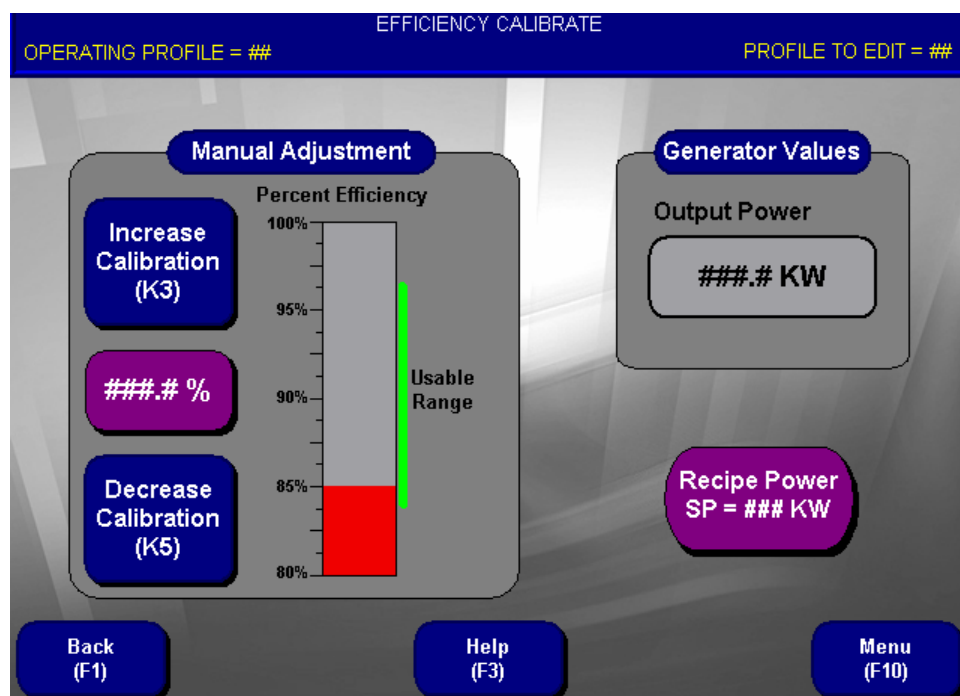 EFFICIENCY CALIBRATE
OPERATING PROFILE = ##
PROFILE TO EDIT = ##
Manual Adjustment
Percent Efficiency
Increase
Calibration
(K3)
###.# %
Decrease
Calibration
(K5)
100%
95%
90%
85%
80%
Usable
Range
Generator Values
Output Power
###.# KW
Recipe Power
SP = ### KW
Back
(F1)
Help
(F3)
Menu
(F10)